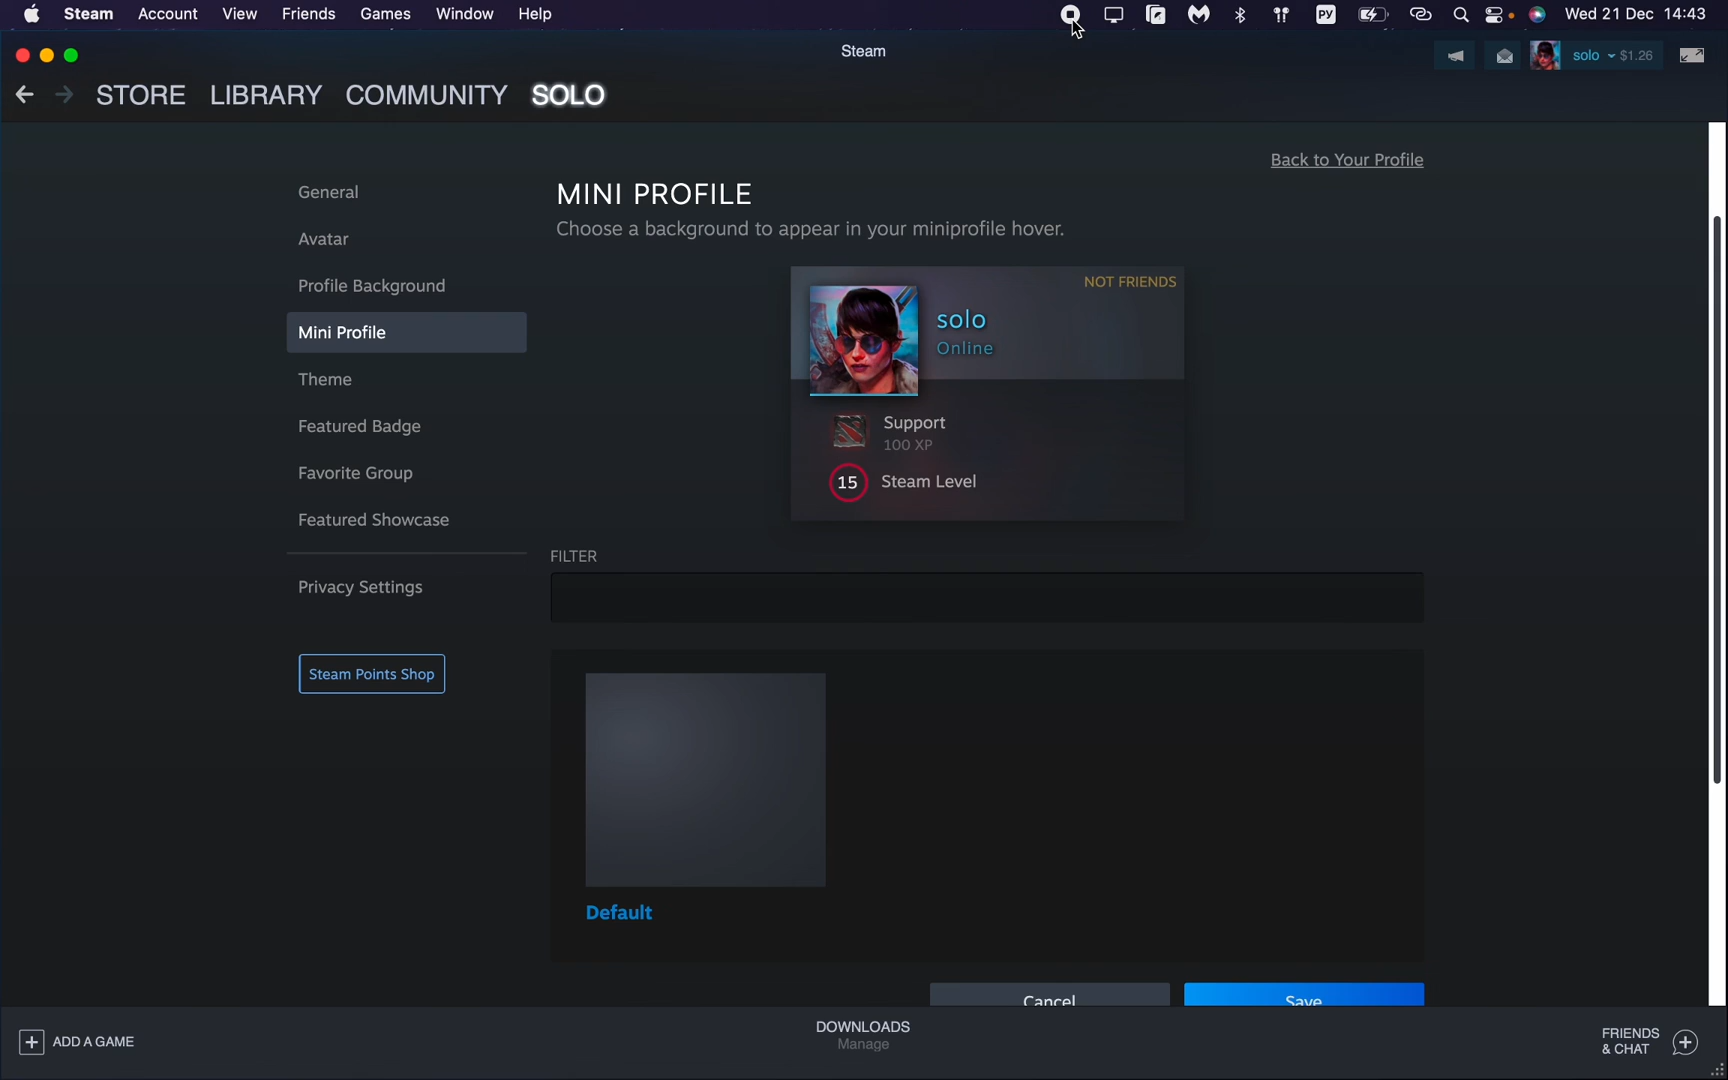 Steam Account View Friends Games Window Help РУ Wed 21 Dec 14:43
Steam
solo $1.26
STORE LIBRARY COMMUNITY SOLO
Back to Your Profile
General
Avatar
Profile Background
Mini Profile
Theme
Featured Badge
Favorite Group
Featured Showcase
Privacy Settings
Steam Points Shop
MINI PROFILE
Choose a background to appear in your miniprofile hover.
NOT FRIENDS
solo
Online
Support
100 XP
15 Steam Level
FILTER
Default
Cancel Save
ADD A GAME
DOWNLOADS
Manage
FRIENDS
& CHAT